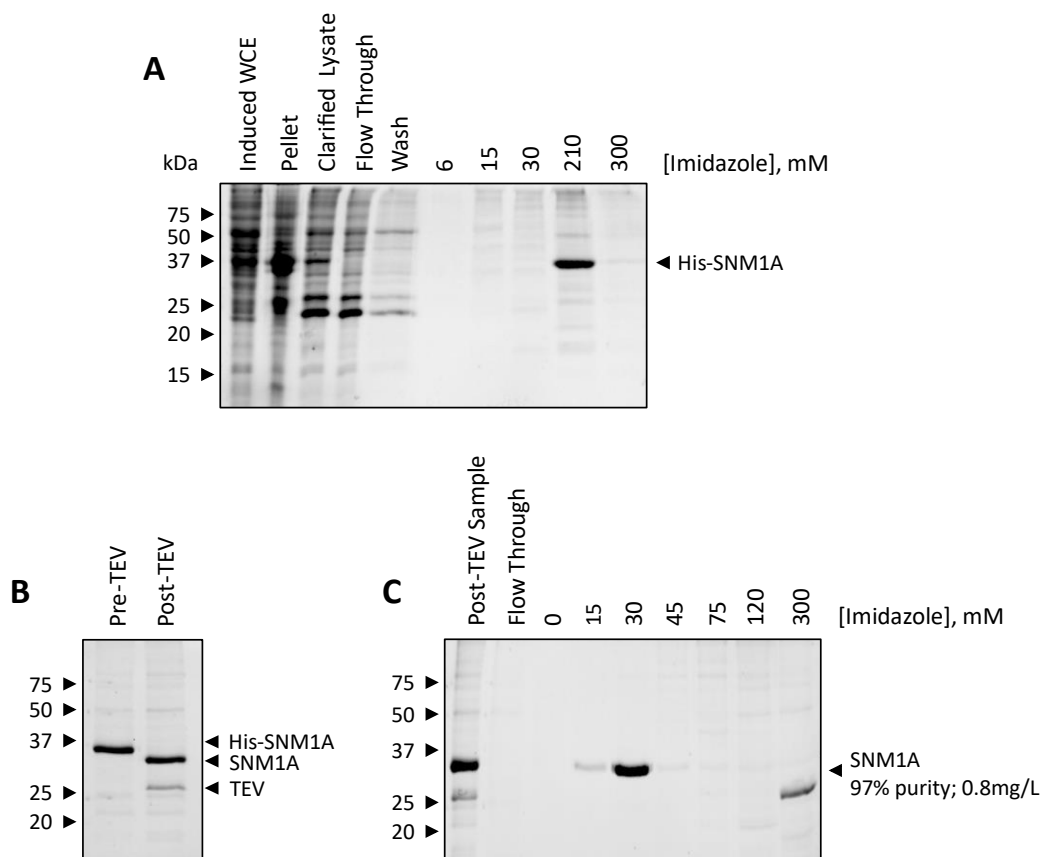 A
Induced WCE
Pellet
Clarified Lysate
Flow Through
Wash
6
15
30
210
300
[Imidazole], mM
kDa
75 ►
50 ►
37 ►
25 ►
20 ►
15 ►
◄ His-SNM1A
B
Pre-TEV
Post-TEV
75 ►
50 ►
37 ►
25 ►
20 ►
◄ His-SNM1A
◄ SNM1A
◄ TEV
C
Post-TEV Sample
Flow Through
0
15
30
45
75
120
300
[Imidazole], mM
75 ►
50 ►
37 ►
25 ►
20 ►
◄ SNM1A
97% purity; 0.8mg/L